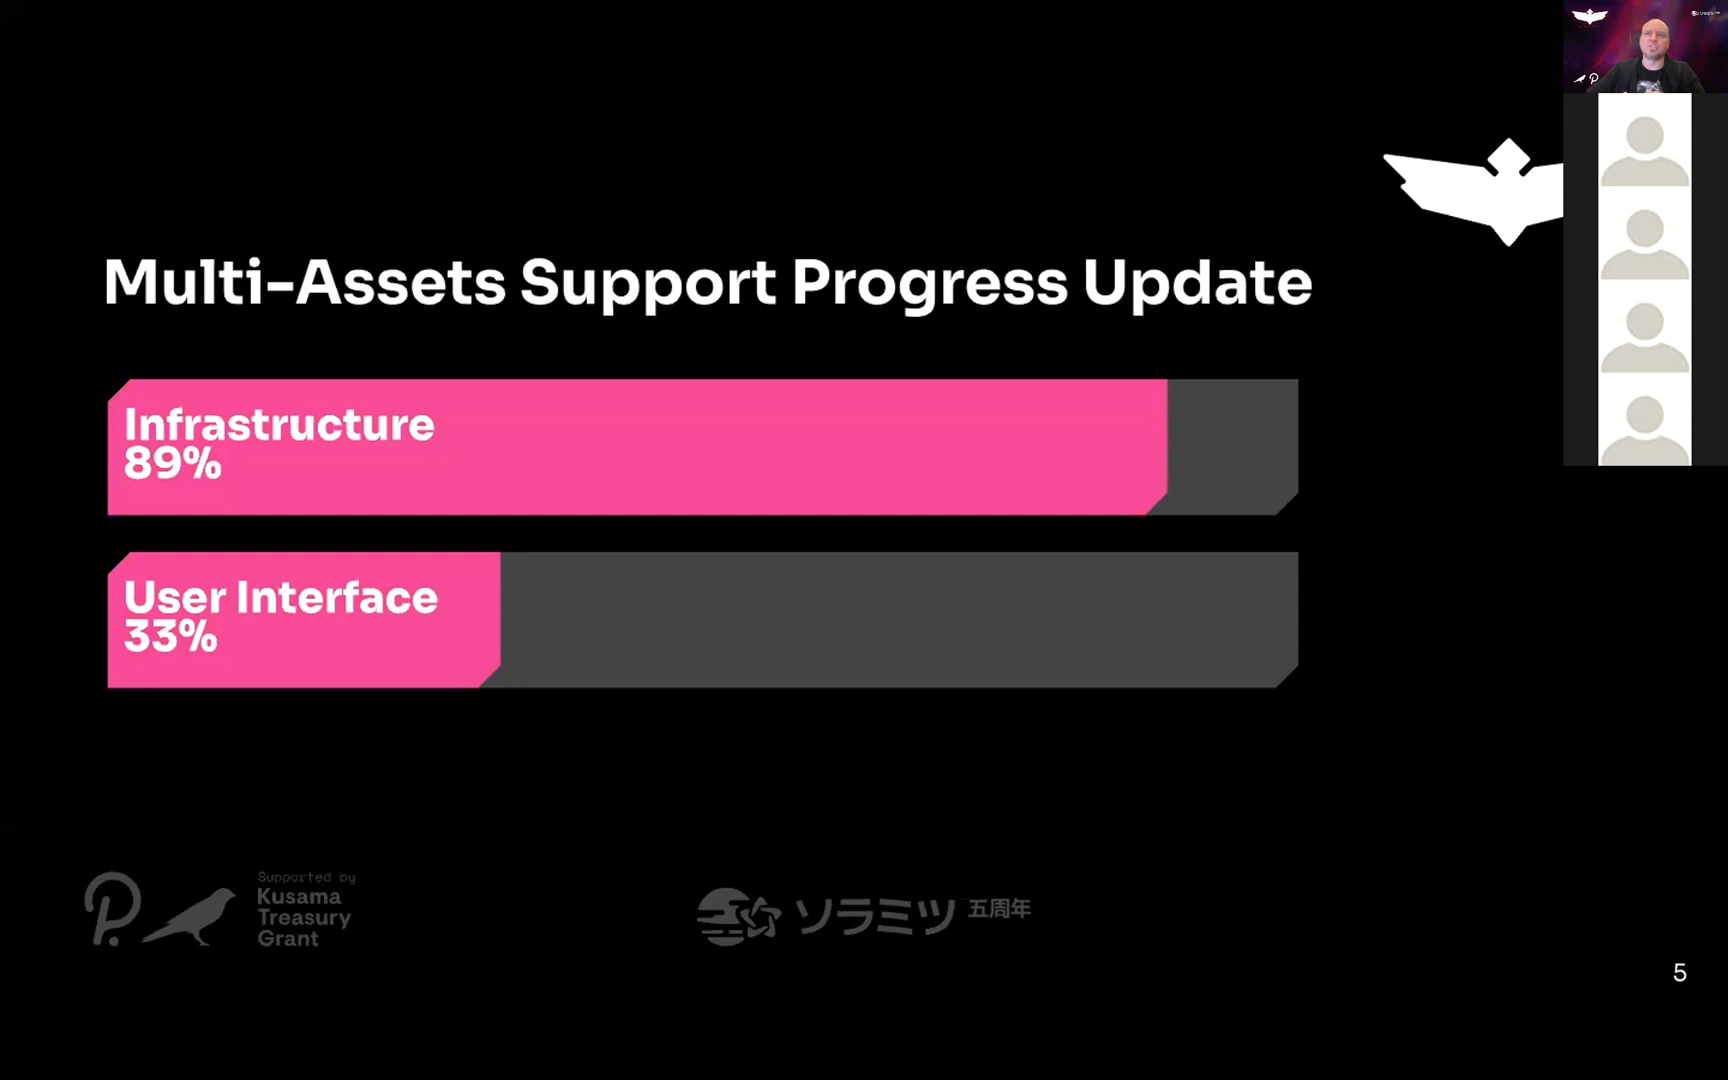 Multi-Assets Support Progress Update
Infrastructure
89%
User Interface
33%
Supported by
Kusama
Treasury
Grant
ソラミツ 五周年
5